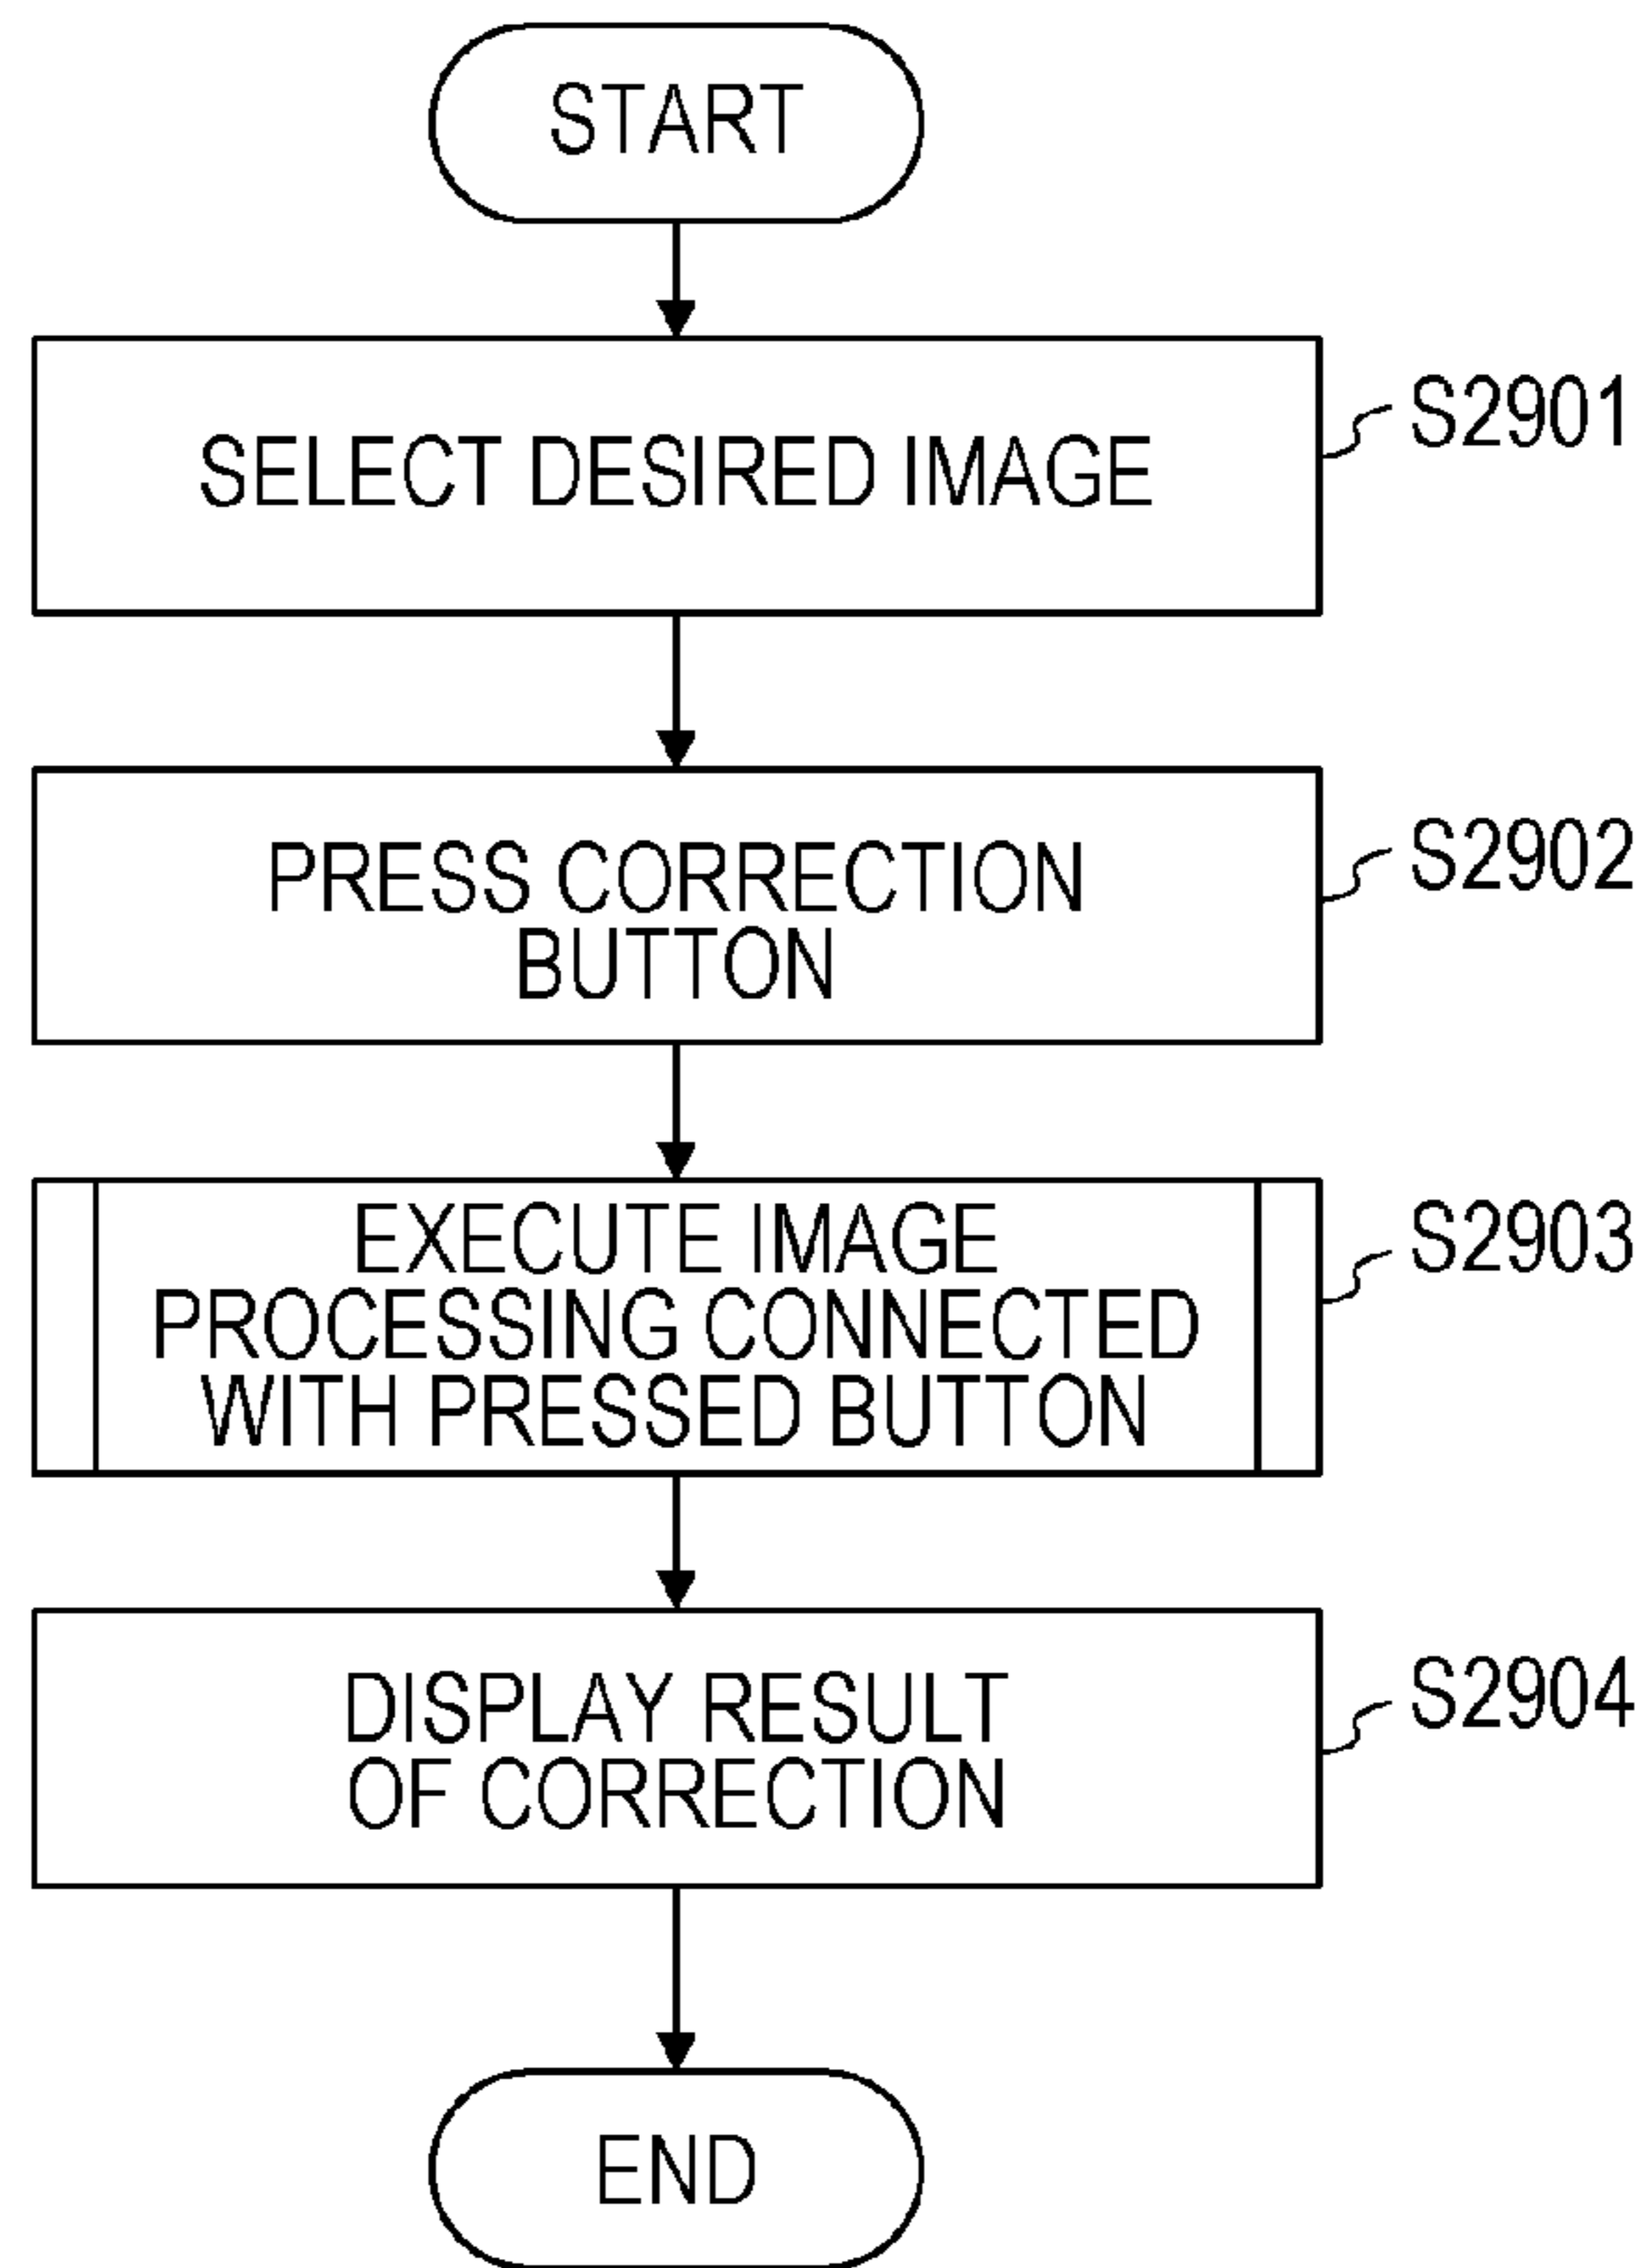 START
SELECT DESIRED IMAGE
S2901
PRESS CORRECTION
BUTTON
S2902
EXECUTE IMAGE
PROCESSING CONNECTED
WITH PRESSED BUTTON
S2903
DISPLAY RESULT
OF CORRECTION
S2904
END